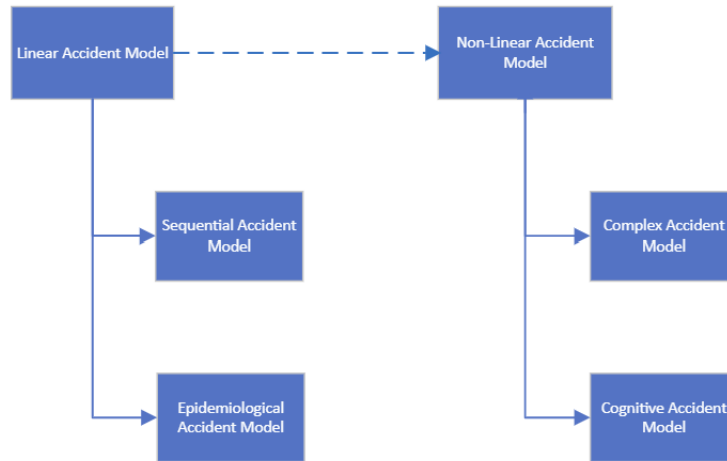 Linear Accident Model
Non-Linear Accident
Model
Sequential Accident
Model
Complex Accident
Model
Epidemiological
Accident Model
Cognitive Accident
Model